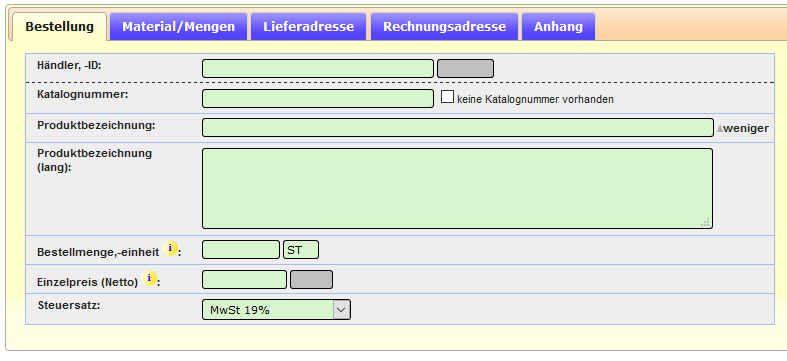 Bestellung Material/Mengen Lieferadresse Rechnungsadresse Anhang
Händler, -ID:
Katalognummer: keine Katalognummer vorhanden
Produktbezeichnung: weniger
Produktbezeichnung
(lang):
Bestellmenge,-einheit i : ST
Einzelpreis (Netto) i :
Steuersatz: MwSt 19%